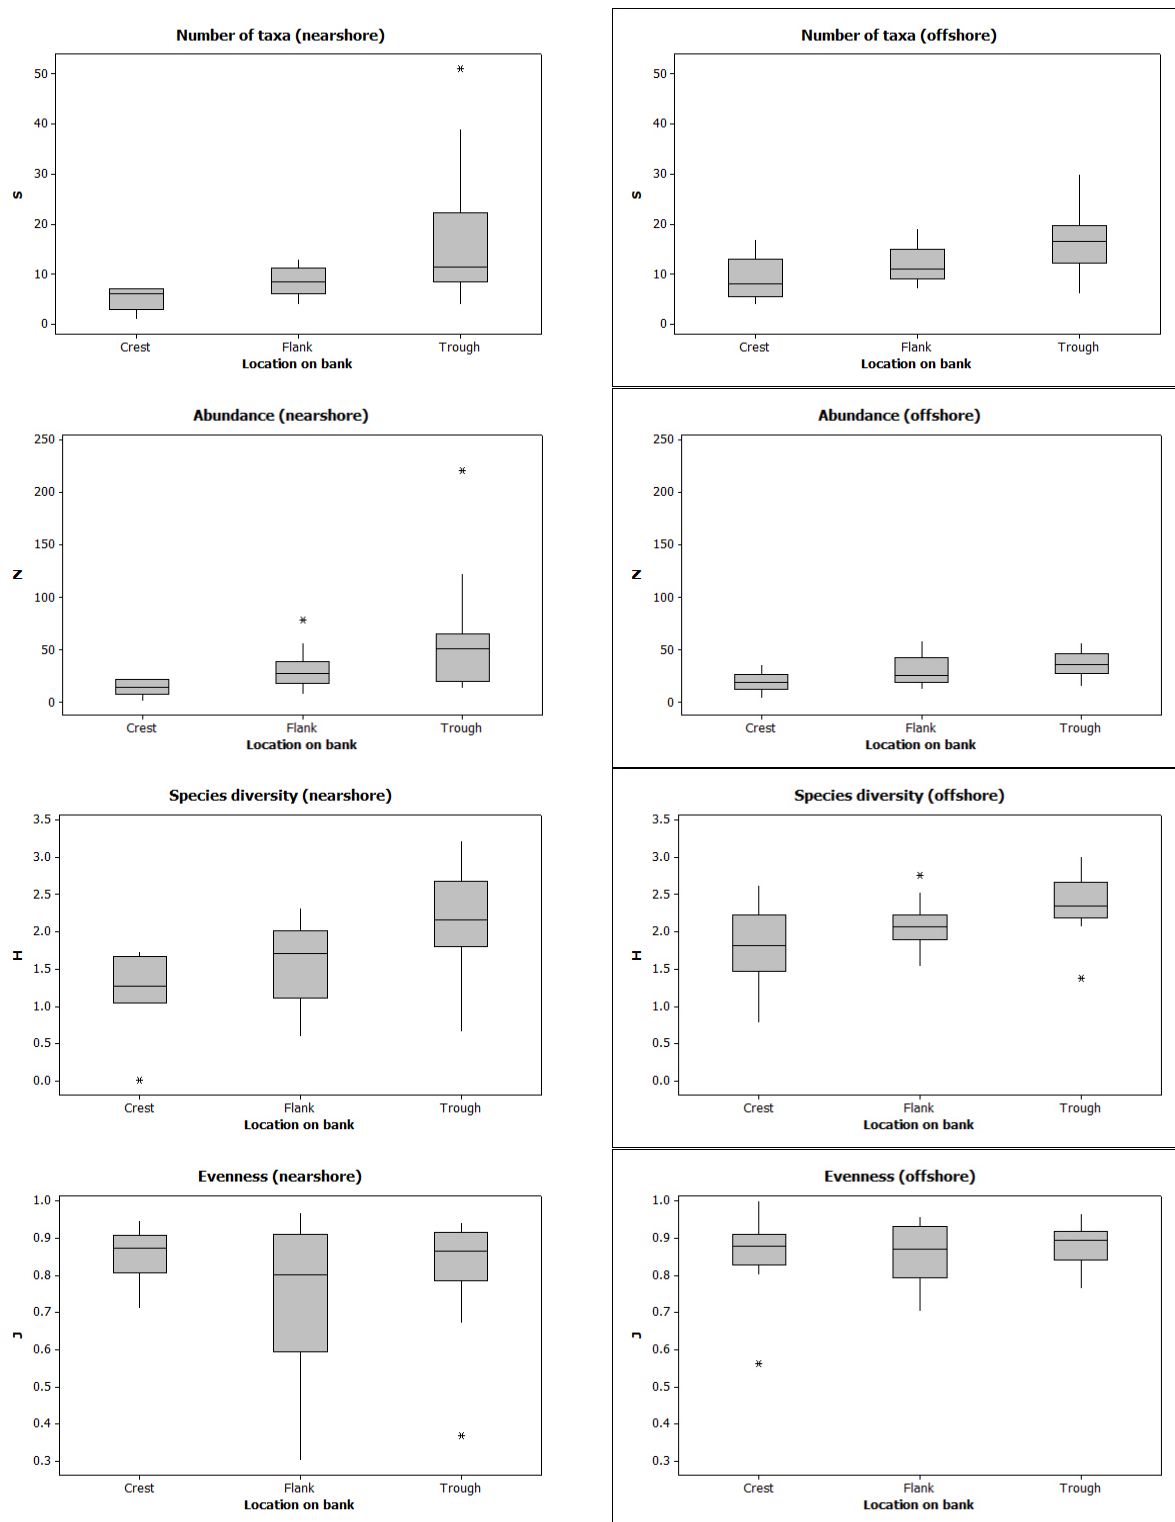 Number of taxa (nearshore)
50
40
30
20
10
0
S
Crest Flank Trough
Location on bank
Number of taxa (offshore)
50
40
30
20
10
0
S
Crest Flank Trough
Location on bank
Abundance (nearshore)
250
200
150
100
50
0
N
Crest Flank Trough
Location on bank
Abundance (offshore)
250
200
150
100
50
0
N
Crest Flank Trough
Location on bank
Species diversity (nearshore)
3.5
3.0
2.5
2.0
1.5
1.0
0.5
0.0
H
Crest Flank Trough
Location on bank
Species diversity (offshore)
3.5
3.0
2.5
2.0
1.5
1.0
0.5
0.0
H
Crest Flank Trough
Location on bank
Evenness (nearshore)
1.0
0.9
0.8
0.7
0.6
0.5
0.4
0.3
J
Crest Flank Trough
Location on bank
Evenness (offshore)
1.0
0.9
0.8
0.7
0.6
0.5
0.4
0.3
J
Crest Flank Trough
Location on bank